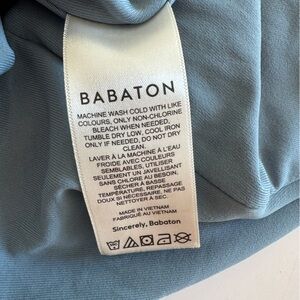 BABATON
MACHINE WASH COLD WITH LIKE
COLOURS, ONLY NON-CHLORINE
BLEACH WHEN NEEDED,
TUMBLE DRY LOW, COOL IRON
ONLY IF NEEDED, DO NOT DRY
CLEAN.
LAVER À LA MACHINE À L'EAU
FROIDE AVEC COULEURS
SEMBLABLES, UTILISER
SEULEMENT UN JAVELLISANT
SANS CHLORE AU BESOIN,
SÉCHER À BASSE
TEMPÉRATURE, REPASSAGE
DOUX SI NÉCESSAIRE, NE PAS
NETTOYER À SEC.
MADE IN VIETNAM
FABRIQUÉ AU VIETNAM
Sincerely, Babaton